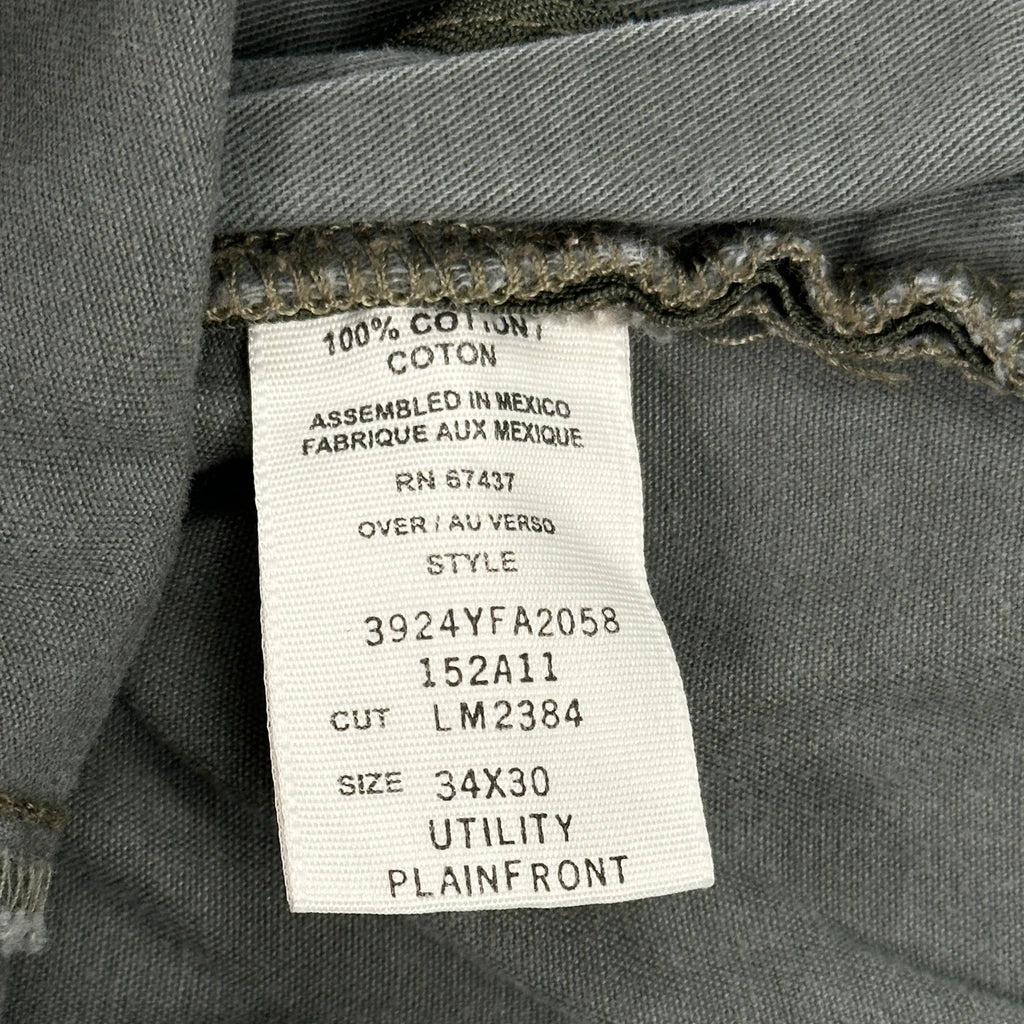 100% COTTON /
COTON
ASSEMBLED IN MEXICO
FABRIQUE AUX MEXIQUE
RN 67437
OVER / AU VERSO
STYLE
3924YFA2058
152A11
CUT LM2384
SIZE 34X30
UTILITY
PLAINFRONT